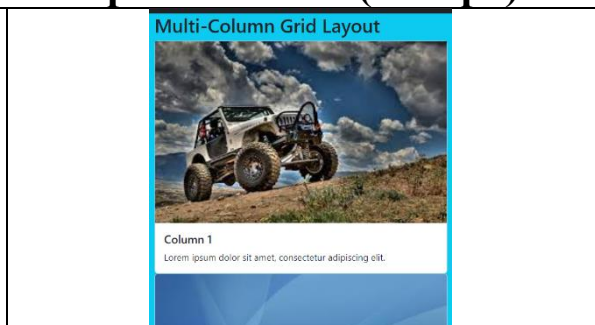 Multi-Column Grid Layout
Column 1
Lorem ipsum dolor sit amet, consectetur adipiscing elit.